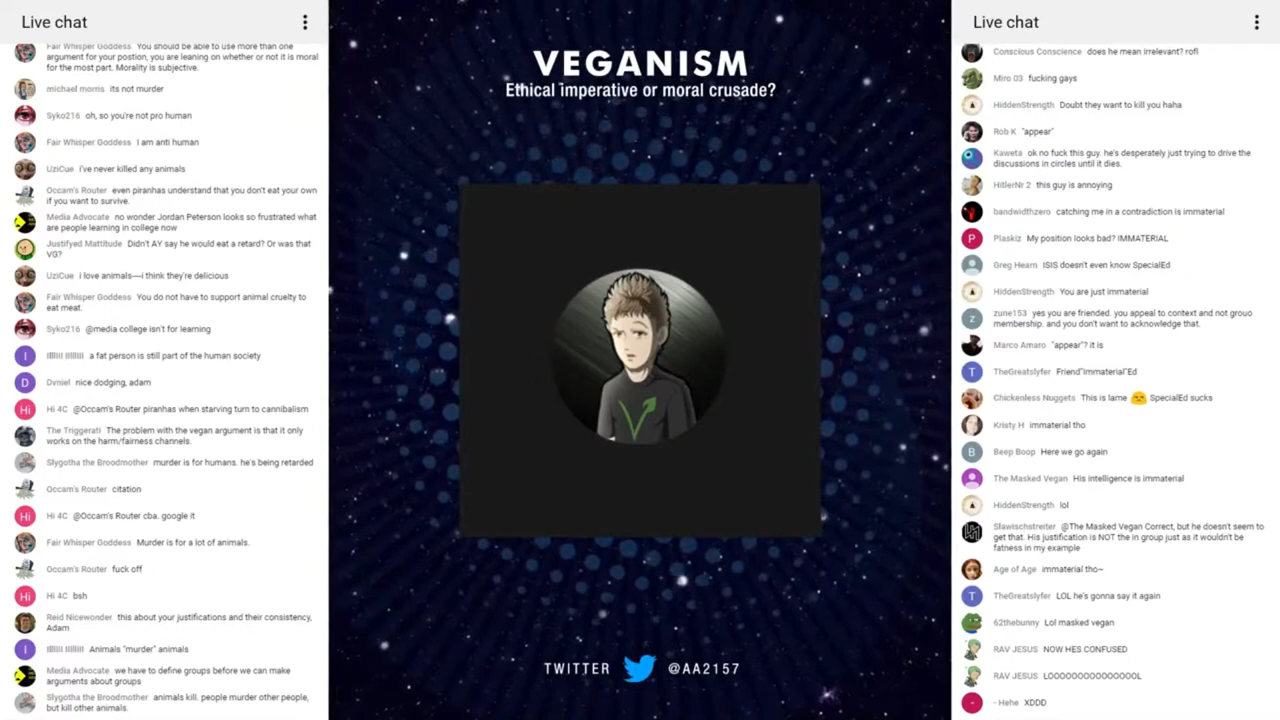 Live chat
Fair Whisper Goddess You should be able to use more than one
argument for your postion, you are leaning on whether or not it is moral
for the most part. Morality is subjective.
michael morris its not murder
Syko216 oh, so you're not pro human
Fair Whisper Goddess I am anti human
UziCue i've never killed any animals
Occam's Router even piranhas understand that you don't eat your own
if you want to survive.
Media Advocate no wonder Jordan Peterson looks so frustrated what
are people learning in college now
Justifyed Mattitude Didn't AY say he would eat a retard? Or was that
VG?
UziCue i love animals----i think they're delicious
Fair Whisper Goddess You do not have to support animal cruelty to
eat meat.
Syko216 @media college isn't for learning
a fat person is still part of the human society
Dvniel nice dodging, adam
Hi 4C @Occam's Router piranhas when starving turn to cannibalism
The Triggerati The problem with the vegan argument is that it only
works on the harm/fairness channels.
Slygotha the Broodmother murder is for humans. he's being retarded
Occam's Router citation
Hi 4C @Occam's Router cba. google it
Fair Whisper Goddess Murder is for a lot of animals.
Occam's Router fuck off
Hi 4C bsh
Reid Nicewonder this about your justifications and their consistency,
Adam
Animals "murder" animals
Media Advocate we have to define groups before we can make
arguments about groups
Slygotha the Broodmother animals kill. people murder other people,
but kill other animals.
VEGANISM
Ethical imperative or moral crusade?
TWITTER @AA2157
Live chat
Conscious Conscience does he mean irrelevant? rofl
Miro 03 fucking gays
HiddenStrength Doubt they want to kill you haha
Rob K "appear"
Kaweta ok no fuck this guy. he's desperately just trying to drive the
discussions in circles until it dies.
HitlerNr 2 this guy is annoying
bandwidthzero catching me in a contradiction is immaterial
P
Plaskiz My position looks bad? IMMATERIAL
Greg Hearn ISIS doesn't even know SpecialEd
HiddenStrength You are just immaterial
z
zune153 yes you are friended. you appeal to context and not group
membership. and you don't want to acknowledge that.
Marco Amaro "appear"? it is
T
TheGreatslyfer Friend"Immaterial"Ed
Chickenless Nuggets This is lame SpecialEd sucks
Kristy H immaterial tho
B
Beep Boop Here we go again
The Masked Vegan His intelligence is immaterial
HiddenStrength lol
Slawischstreiter @The Masked Vegan Correct, but he doesn't seem to
get that. His justification is NOT the in group just as it wouldn't be
fatness in my example
Age of Age immaterial tho~
T
TheGreatslyfer LOL he's gonna say it again
62thebunny Lol masked vegan
RAV JESUS NOW HES CONFUSED
RAV JESUS LOOOOOOOOOOOOOOOL
- Hehe XDDD